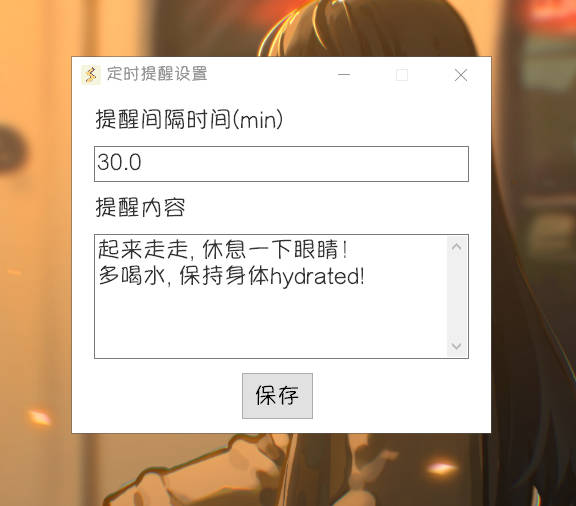 定时提醒设置
提醒间隔时间(min)
30.0
提醒内容
起来走走, 休息一下眼睛!
多喝水, 保持身体hydrated!
保存